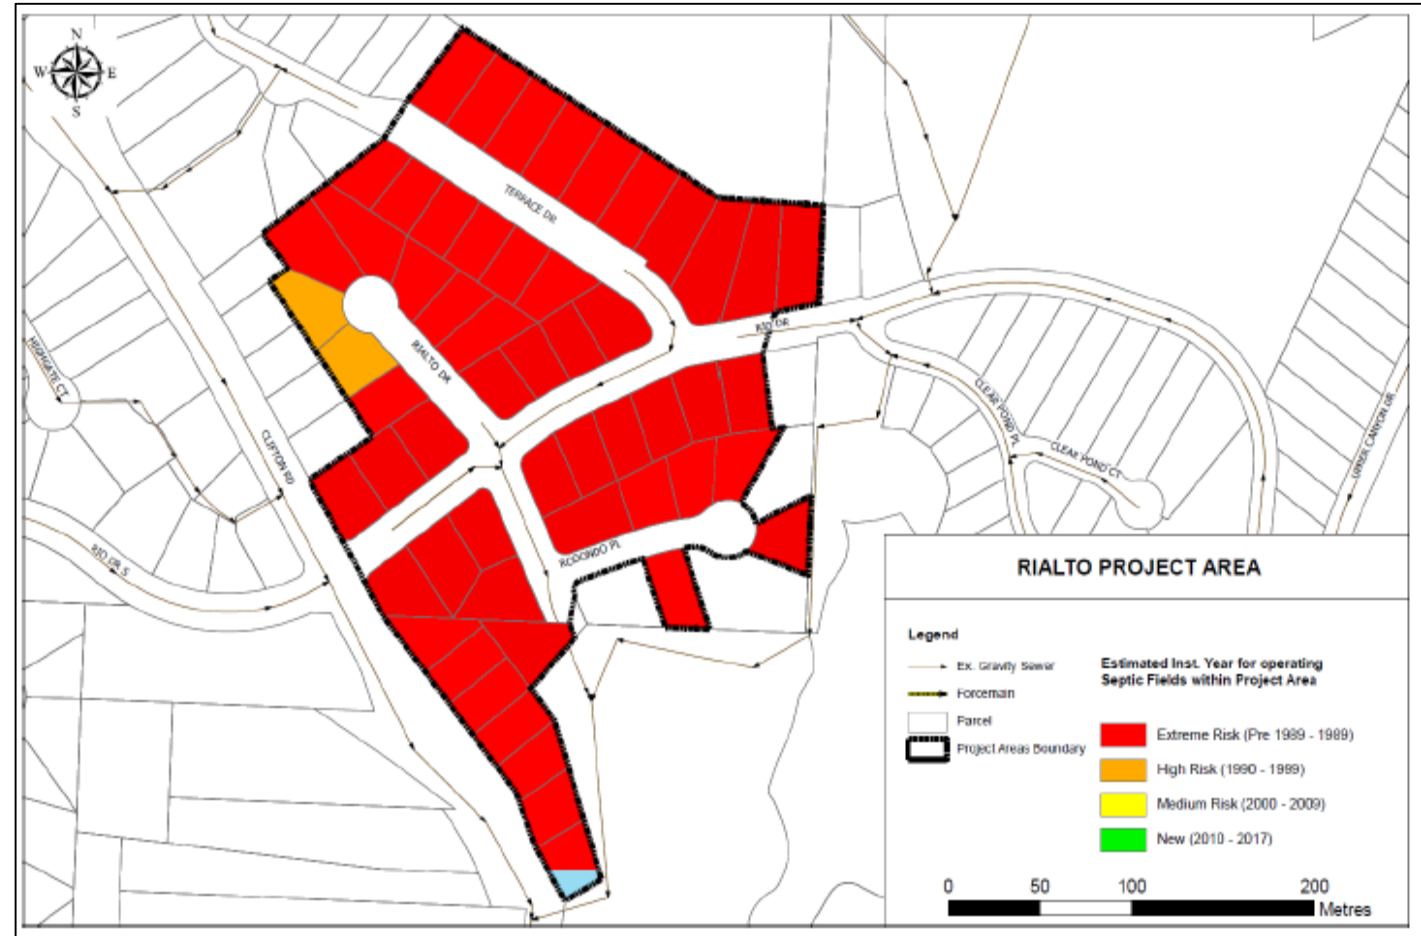 N
W E
S
TERRACE DR
RIO DR
RIALTO DR
HIGHGATE CT
CLIFTON RD
CLEAR POND PL
CLEAR POND CT
UPPER CANYON DR
REDONDO PL
RIO DR S
RIALTO PROJECT AREA
Legend
Ex. Gravity Sewer
Forcemain
Parcel
Project Areas Boundary
Estimated Inst. Year for operating
Septic Fields within Project Area
Extreme Risk (Pre 1989 - 1989)
High Risk (1990 - 1999)
Medium Risk (2000 - 2009)
New (2010 - 2017)
0 50 100 200
Metres